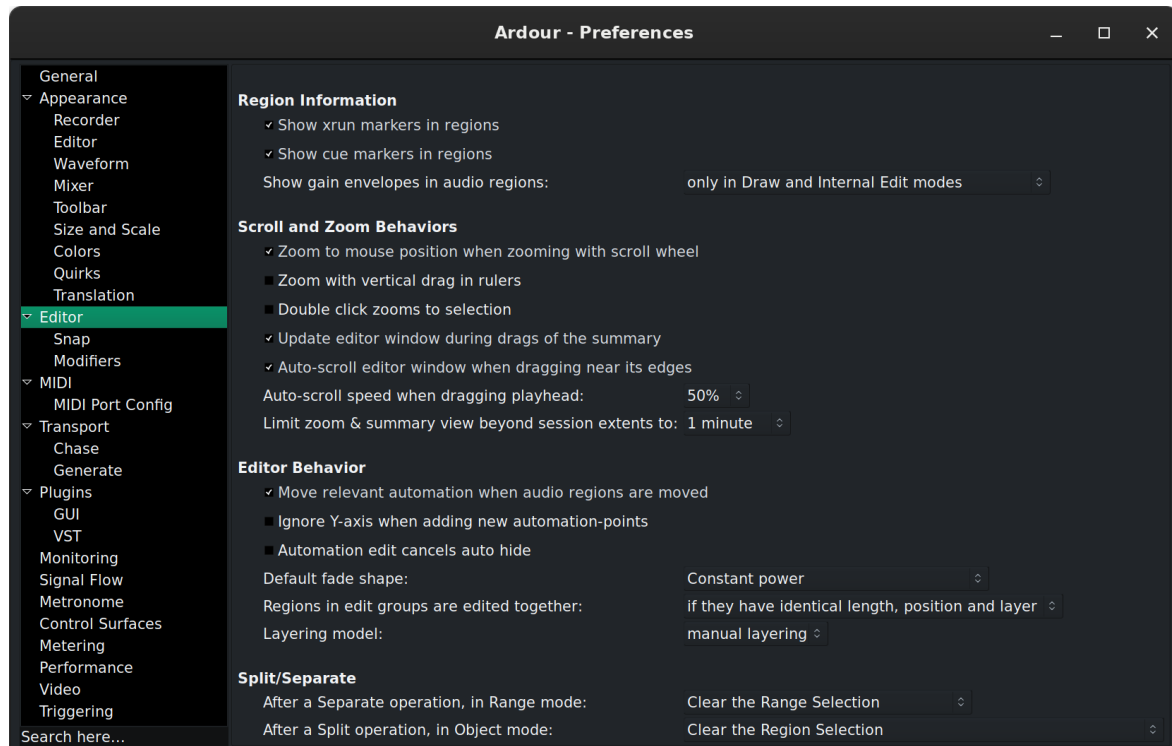 Ardour - Preferences
General
Appearance
Recorder
Editor
Waveform
Mixer
Toolbar
Size and Scale
Colors
Quirks
Translation
Editor
Snap
Modifiers
MIDI
MIDI Port Config
Transport
Chase
Generate
Plugins
GUI
VST
Monitoring
Signal Flow
Metronome
Control Surfaces
Metering
Performance
Video
Triggering
Search here...
Region Information
Show xrun markers in regions
Show cue markers in regions
Show gain envelopes in audio regions: only in Draw and Internal Edit modes
Scroll and Zoom Behaviors
Zoom to mouse position when zooming with scroll wheel
Zoom with vertical drag in rulers
Double click zooms to selection
Update editor window during drags of the summary
Auto-scroll editor window when dragging near its edges
Auto-scroll speed when dragging playhead: 50%
Limit zoom & summary view beyond session extents to: 1 minute
Editor Behavior
Move relevant automation when audio regions are moved
Ignore Y-axis when adding new automation-points
Automation edit cancels auto hide
Default fade shape: Constant power
Regions in edit groups are edited together: if they have identical length, position and layer
Layering model: manual layering
Split/Separate
After a Separate operation, in Range mode: Clear the Range Selection
After a Split operation, in Object mode: Clear the Region Selection